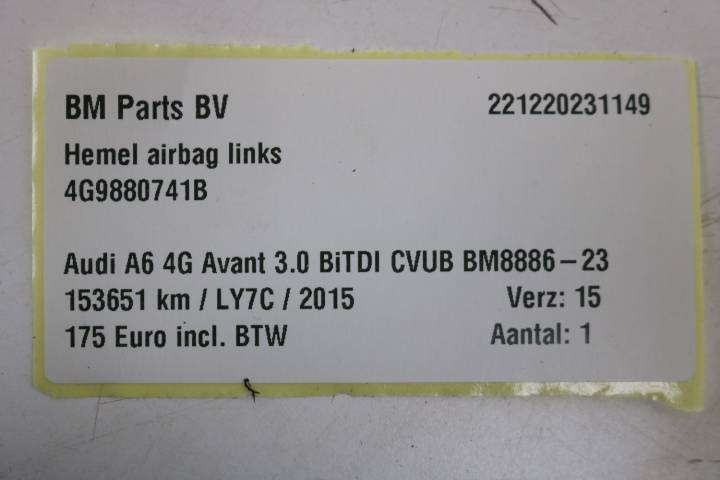 BM Parts BV 221220231149
Hemel airbag links
4G9880741B
Audi A6 4G Avant 3.0 BiTDI CVUB BM8886-23
153651 km / LY7C / 2015 Verz: 15
175 Euro incl. BTW Aantal: 1